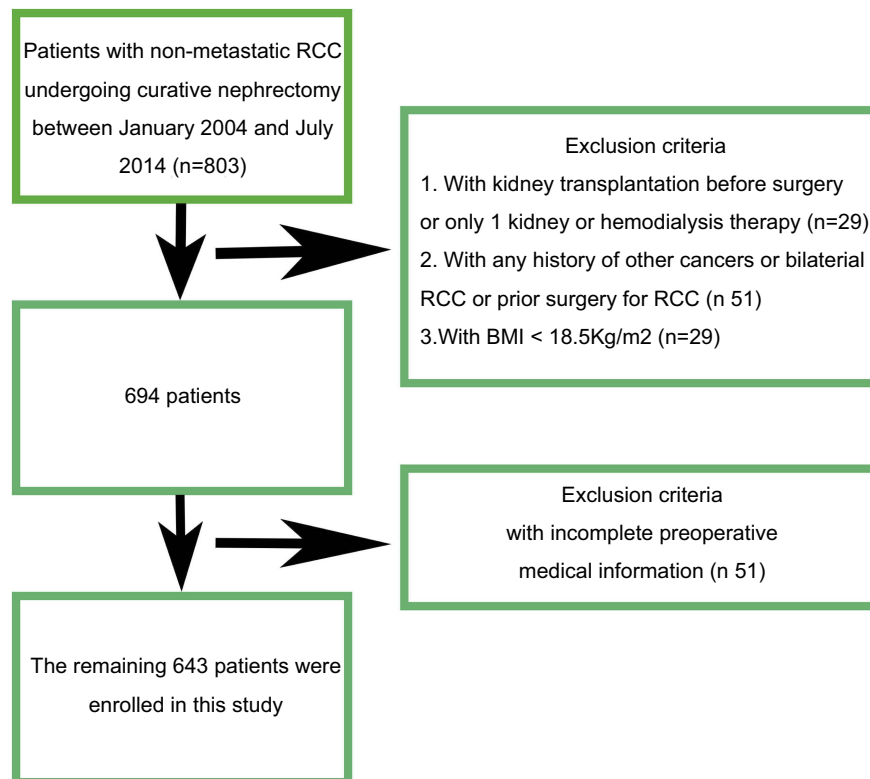 Patients with non-metastatic RCC
undergoing curative nephrectomy
between January 2004 and July
2014 (n=803)
Exclusion criteria
1. With kidney transplantation before surgery
or only 1 kidney or hemodialysis therapy (n=29)
2. With any history of other cancers or bilaterial
RCC or prior surgery for RCC (n 51)
3.With BMI < 18.5Kg/m2 (n=29)
694 patients
Exclusion criteria
with incomplete preoperative
medical information (n 51)
The remaining 643 patients were
enrolled in this study